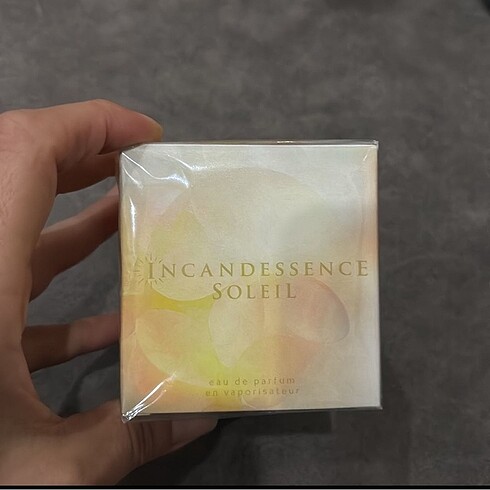 INCANDESSENCE
SOLEIL
eau de parfum
en vaporisateur